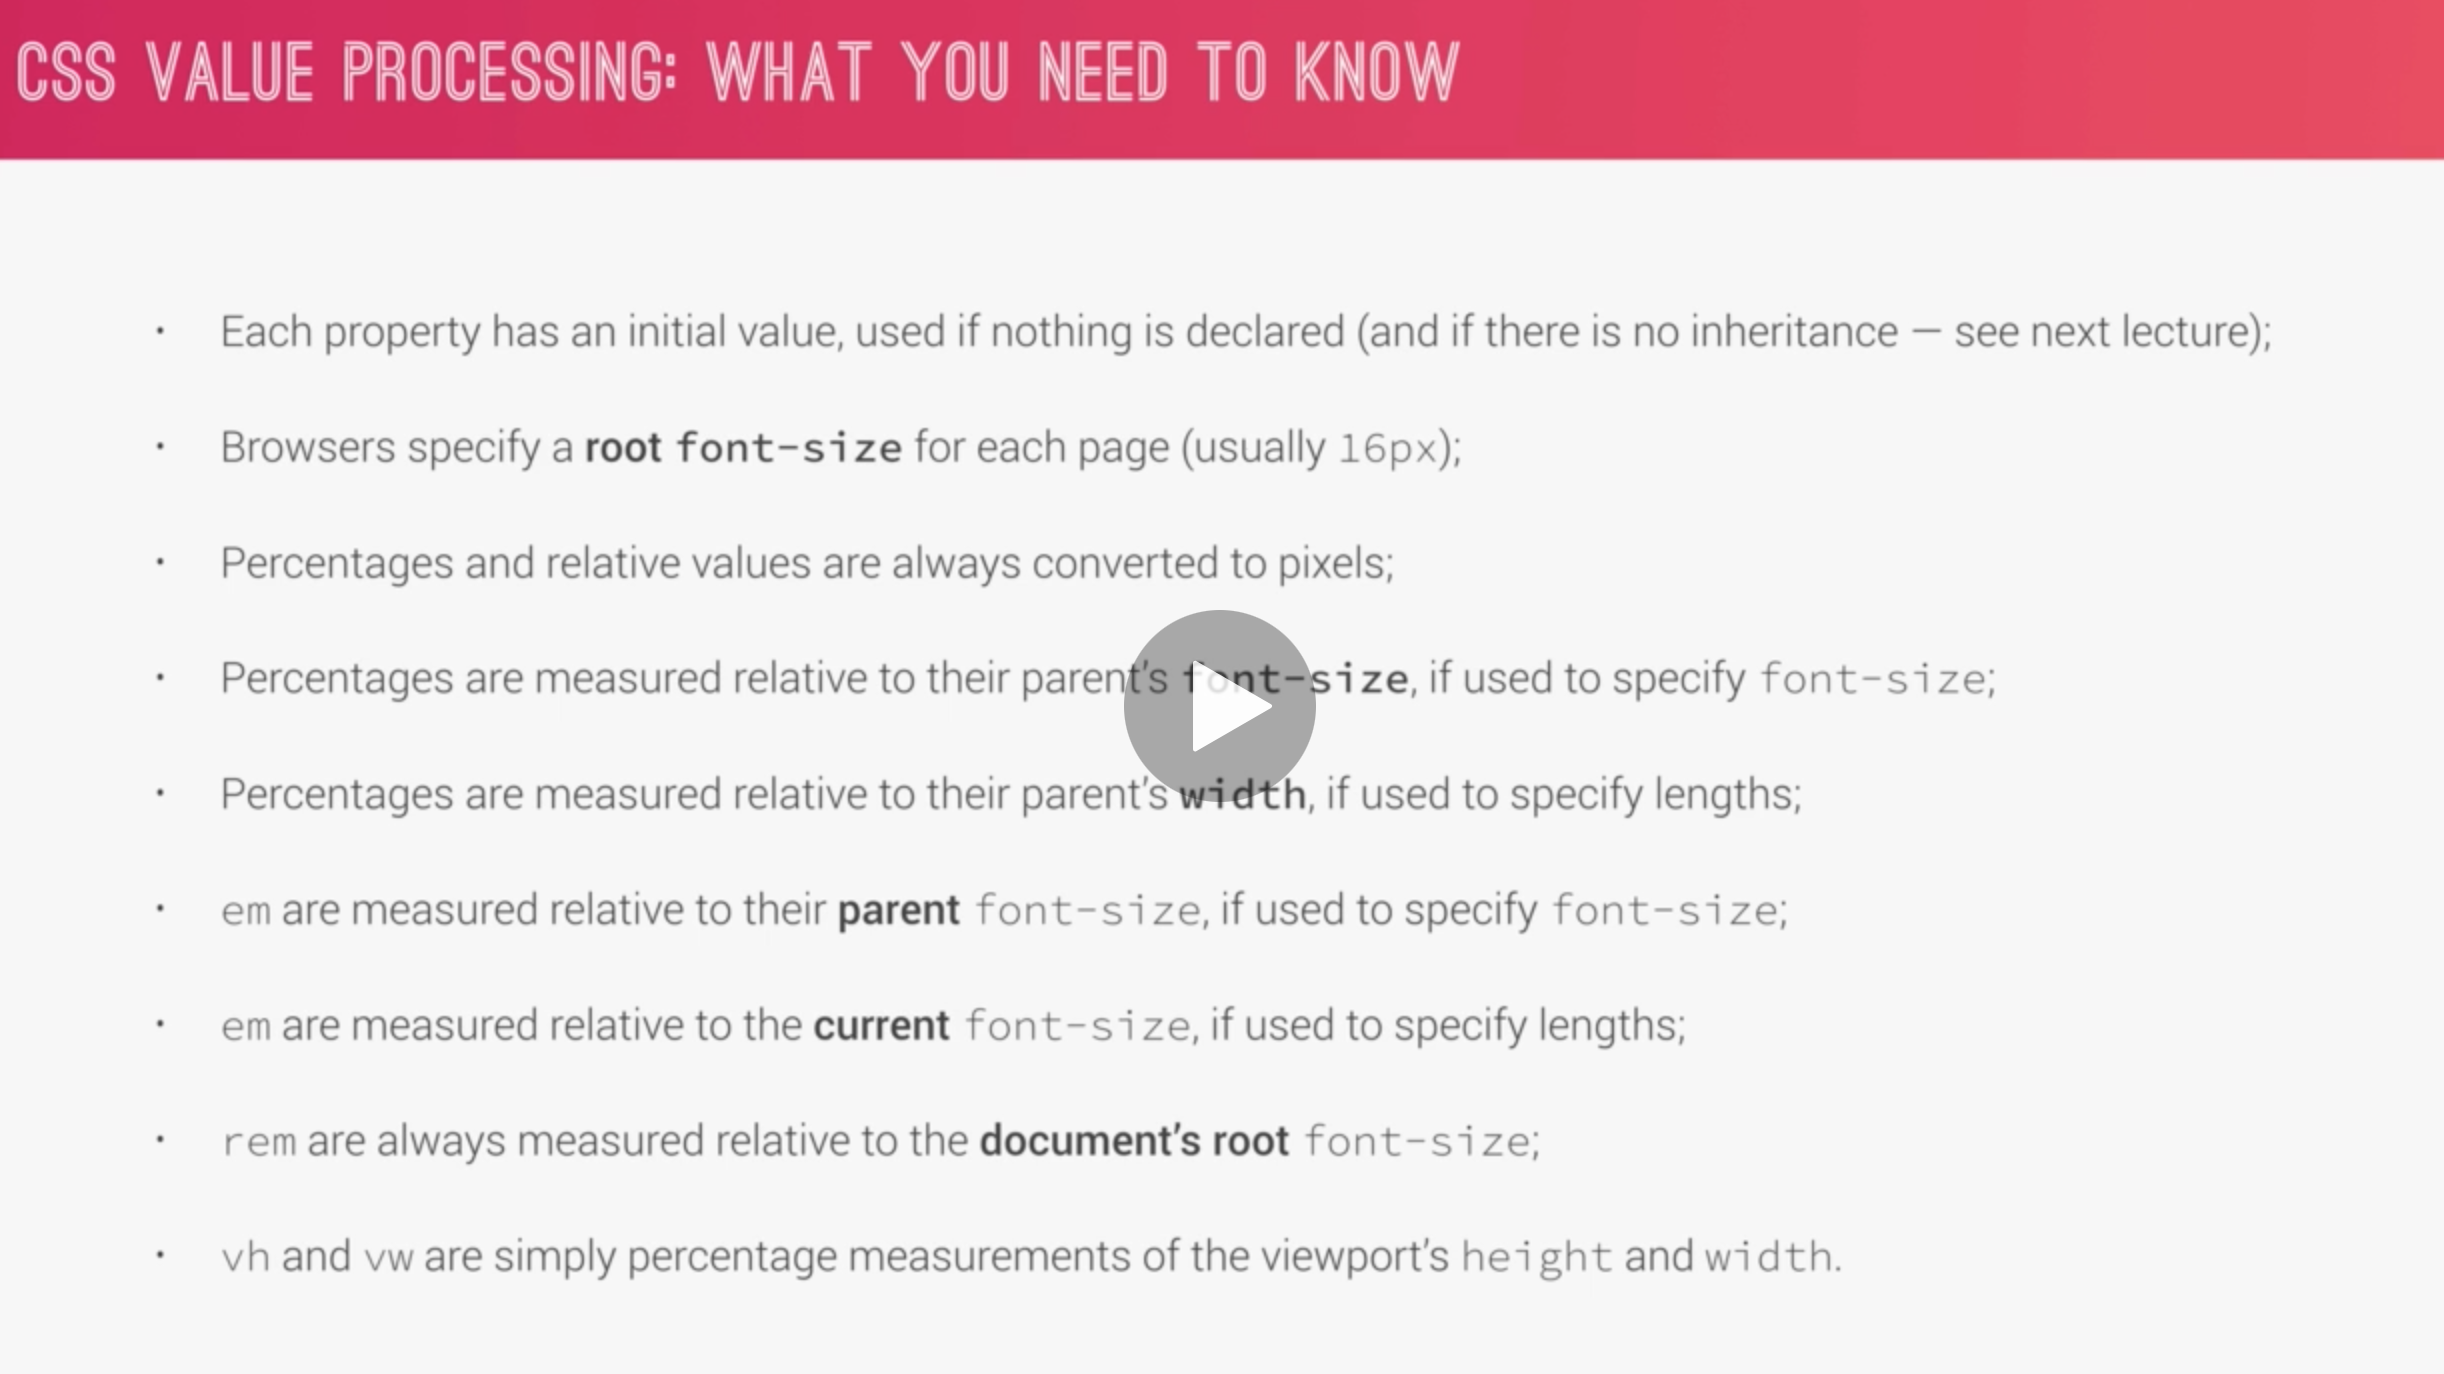 CSS VALUE PROCESSING: WHAT YOU NEED TO KNOW
• Each property has an initial value, used if nothing is declared (and if there is no inheritance — see next lecture);
• Browsers specify a root font-size for each page (usually 16px);
• Percentages and relative values are always converted to pixels;
• Percentages are measured relative to their parent’s font-size, if used to specify font-size;
• Percentages are measured relative to their parent’s width, if used to specify lengths;
• em are measured relative to their parent font-size, if used to specify font-size;
• em are measured relative to the current font-size, if used to specify lengths;
• rem are always measured relative to the document’s root font-size;
• vh and vw are simply percentage measurements of the viewport’s height and width.